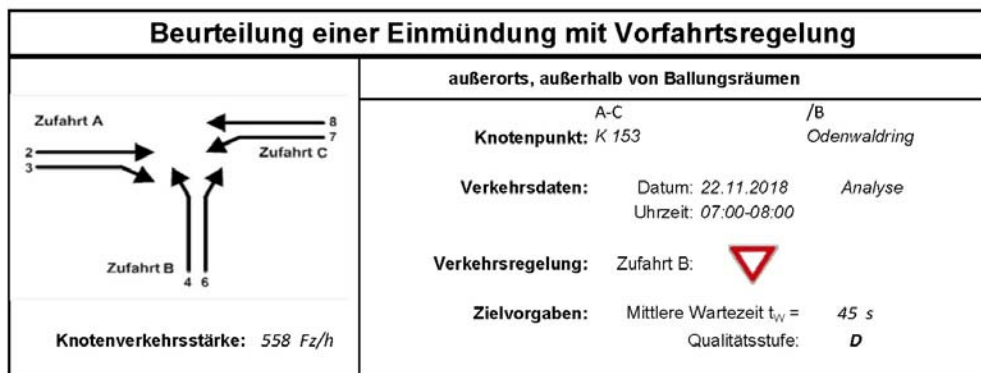 Beurteilung einer Einmündung mit Vorfahrtsregelung
Zufahrt A
8
7
Zufahrt C
2
3
Zufahrt B
4 6
Knotenverkehrsstärke: 558 Fz/h
außerorts, außerhalb von Ballungsräumen
A-C /B
Knotenpunkt: K 153 Odenwaldring
Verkehrsdaten: Datum: 22.11.2018 Analyse
Uhrzeit: 07:00-08:00
Verkehrsregelung: Zufahrt B:
Zielvorgaben: Mittlere Wartezeit tW = 45 s
Qualitätsstufe: D